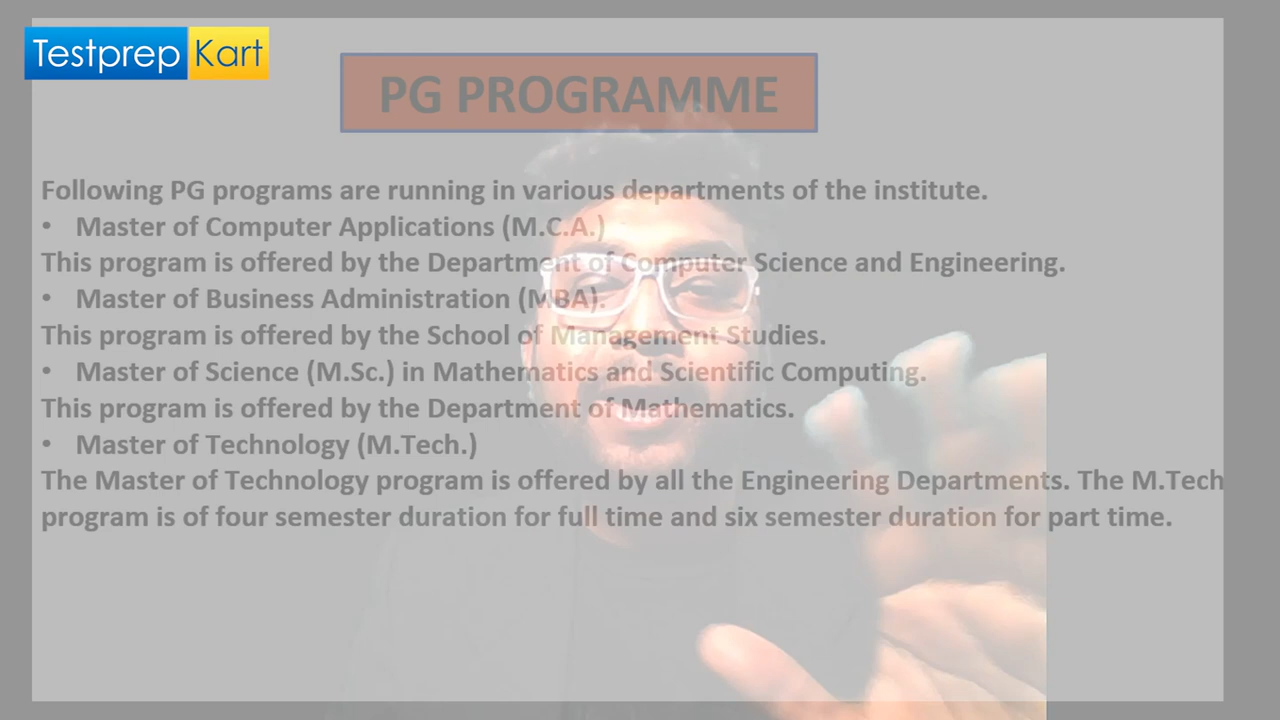 Testprep Kart
PG PROGRAMME
Following PG programs are running in various departments of the institute.
• Master of Computer Applications (M.C.A.)
This program is offered by the Department of Computer Science and Engineering.
• Master of Business Administration (MBA).
This program is offered by the School of Management Studies.
• Master of Science (M.Sc.) in Mathematics and Scientific Computing.
This program is offered by the Department of Mathematics.
• Master of Technology (M.Tech.)
The Master of Technology program is offered by all the Engineering Departments. The M.Tech
program is of four semester duration for full time and six semester duration for part time.